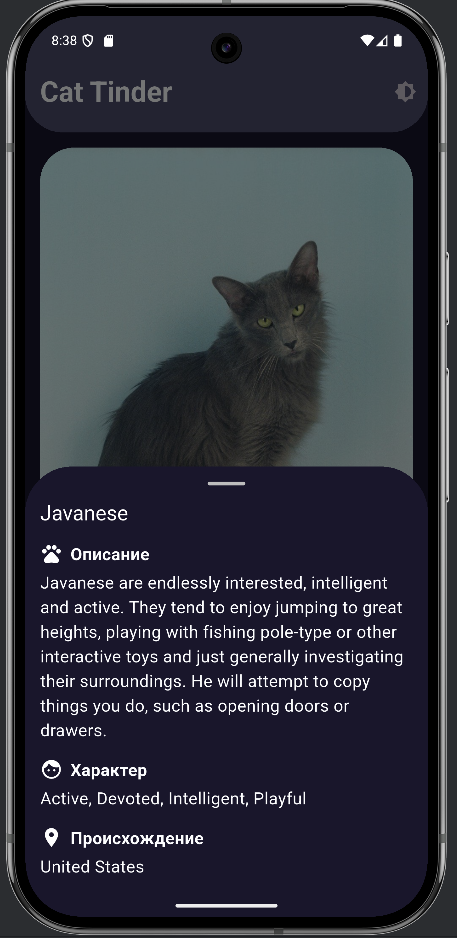 8:38
Cat Tinder
Javanese
Описание
Javanese are endlessly interested, intelligent
and active. They tend to enjoy jumping to great
heights, playing with fishing pole-type or other
interactive toys and just generally investigating
their surroundings. He will attempt to copy
things you do, such as opening doors or
drawers.
Характер
Active, Devoted, Intelligent, Playful
Происхождение
United States